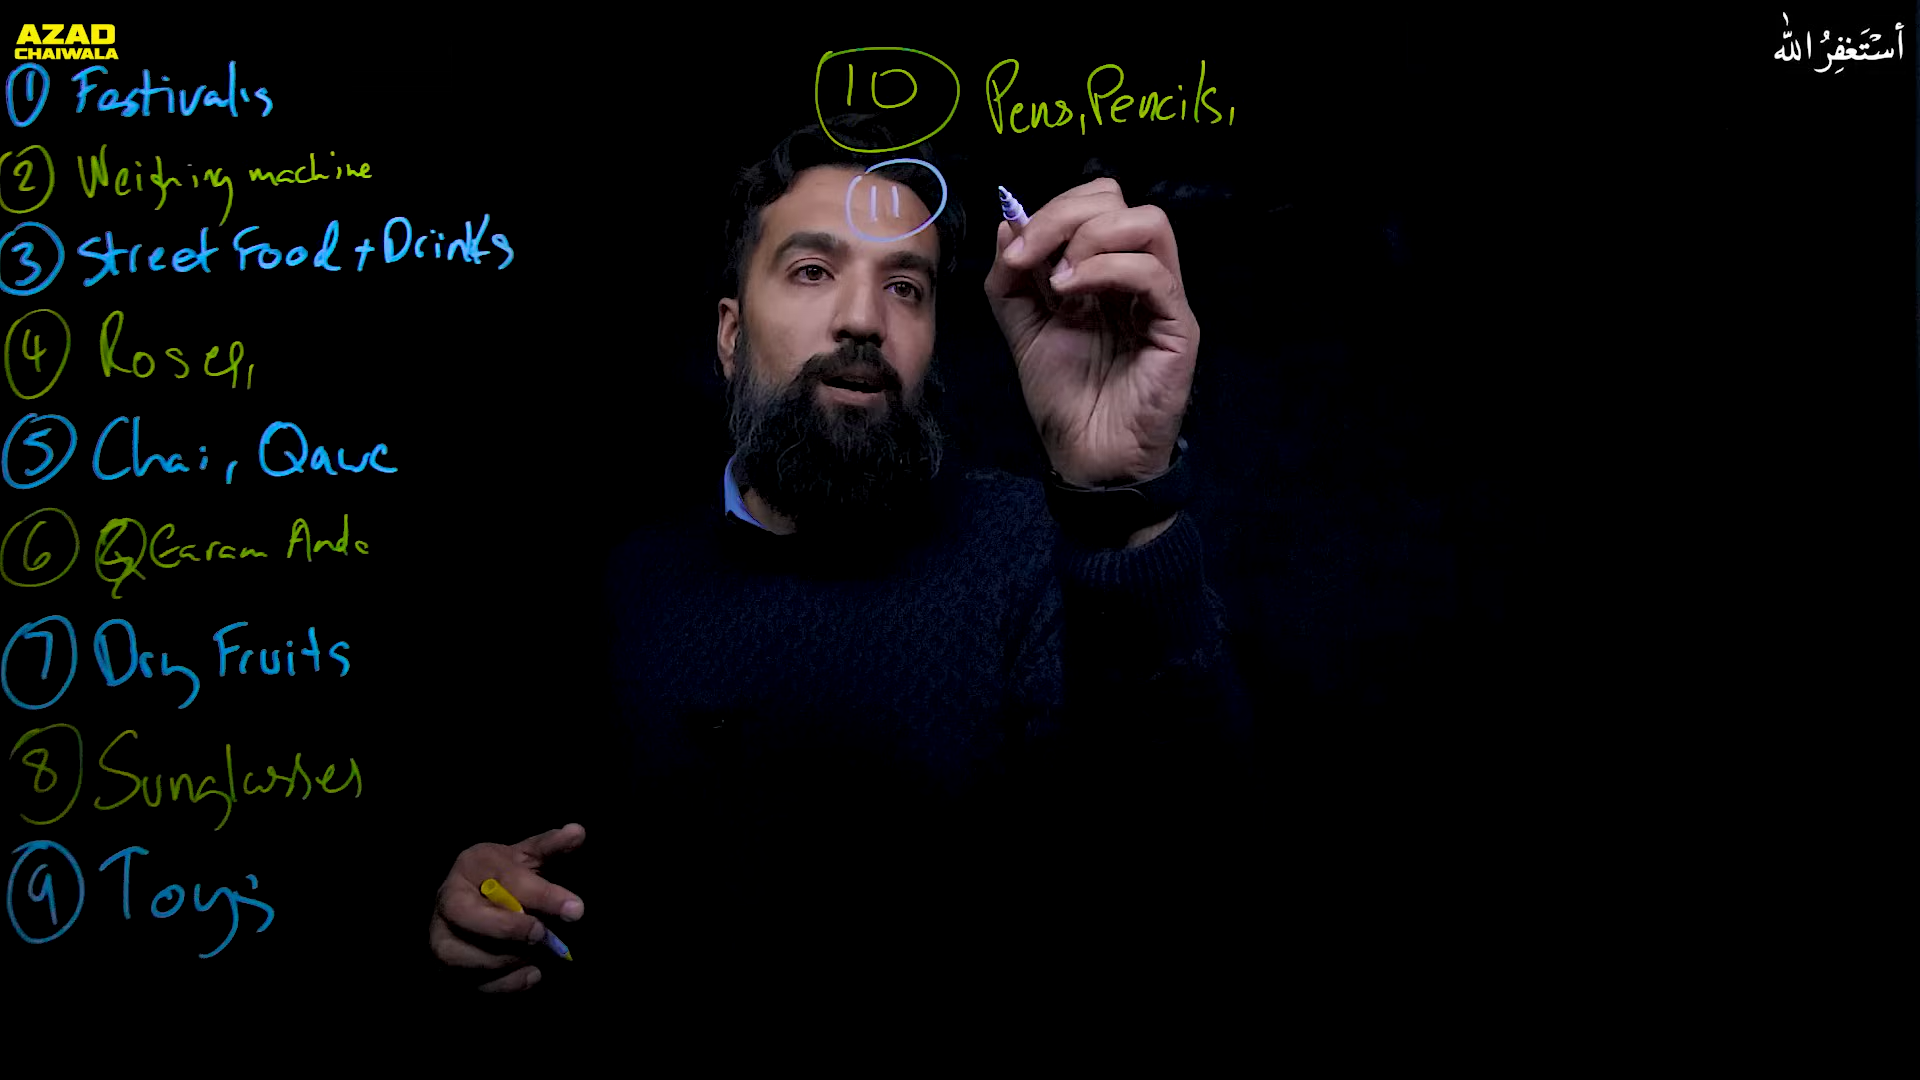 AZAD
CHAIWALA
أستغفر الله
1 Festivals
2 Weighing machine
3 Street Food + Drinks
4 Roses,
5 Chai, Qawe
6 Garam Ande
7 Dry Fruits
8 Sunglasses
9 Toys
10 Pens, Pencils,
11